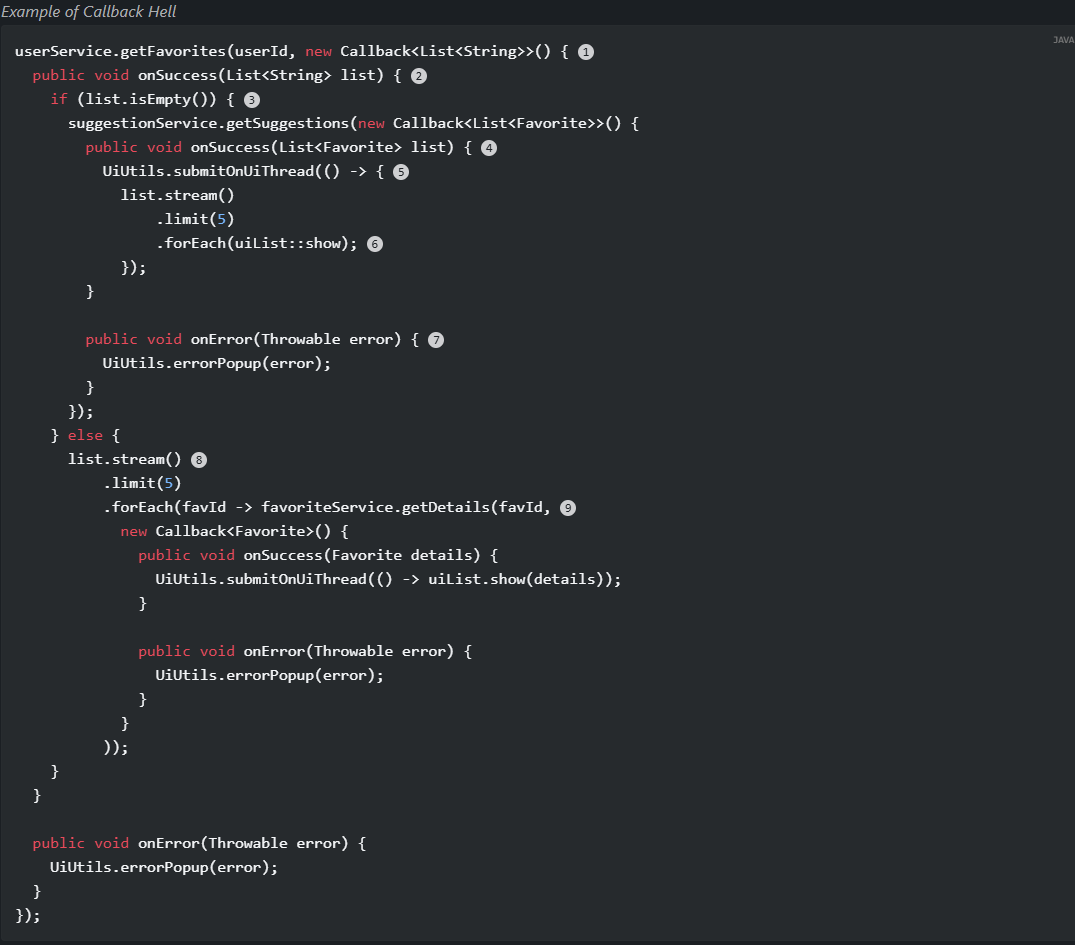 Example of Callback Hell
JAVA
userService.getFavorites(userId, new Callback<List<String>>() { 1
  public void onSuccess(List<String> list) { 2
    if (list.isEmpty()) { 3
      suggestionService.getSuggestions(new Callback<List<Favorite>>() {
        public void onSuccess(List<Favorite> list) { 4
          UiUtils.submitOnUiThread(() -> { 5
            list.stream()
                .limit(5)
                .forEach(uiList::show); 6
            });
        }

        public void onError(Throwable error) { 7
          UiUtils.errorPopup(error);
        }
      });
    } else {
      list.stream() 8
          .limit(5)
          .forEach(favId -> favoriteService.getDetails(favId, 9
            new Callback<Favorite>() {
              public void onSuccess(Favorite details) {
                UiUtils.submitOnUiThread(() -> uiList.show(details));
              }

              public void onError(Throwable error) {
                UiUtils.errorPopup(error);
              }
            }
          ));
    }
  }

  public void onError(Throwable error) {
    UiUtils.errorPopup(error);
  }
});